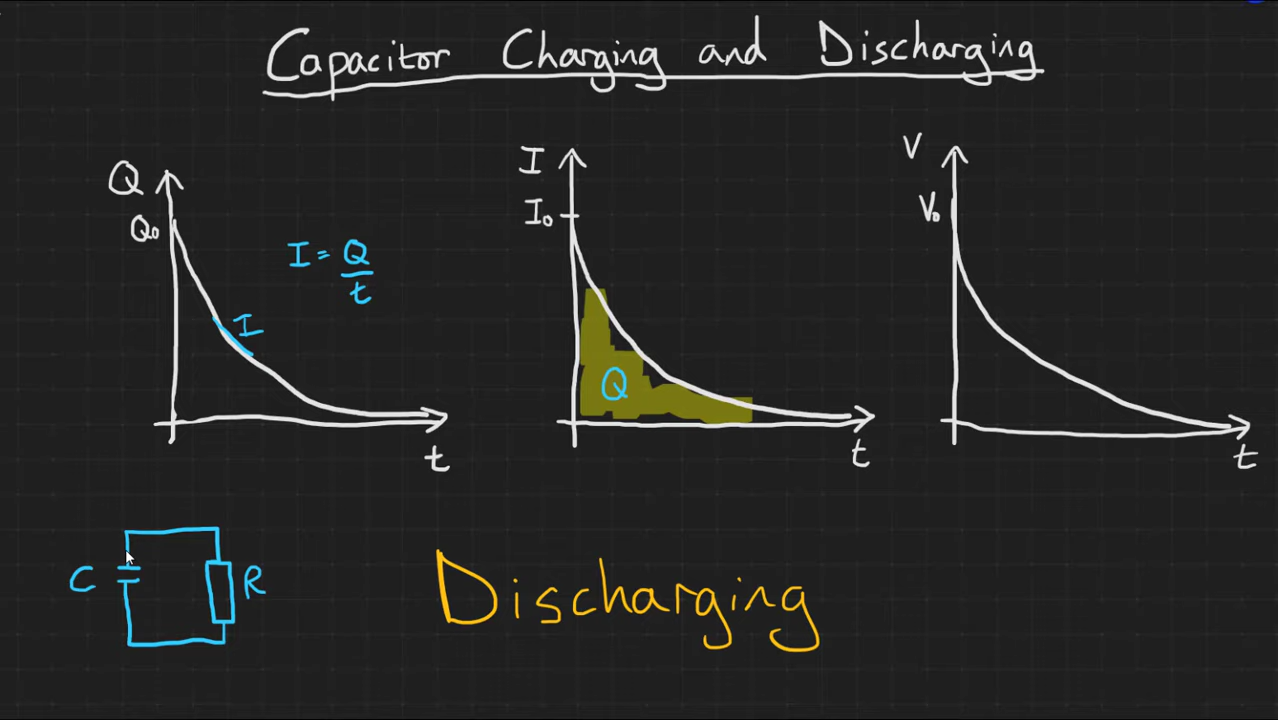 Capacitor Charging and Discharging
Q
Q₀
I = Q/t
I
t
I
I₀
Q
t
V
V₀
t
C
R
Discharging